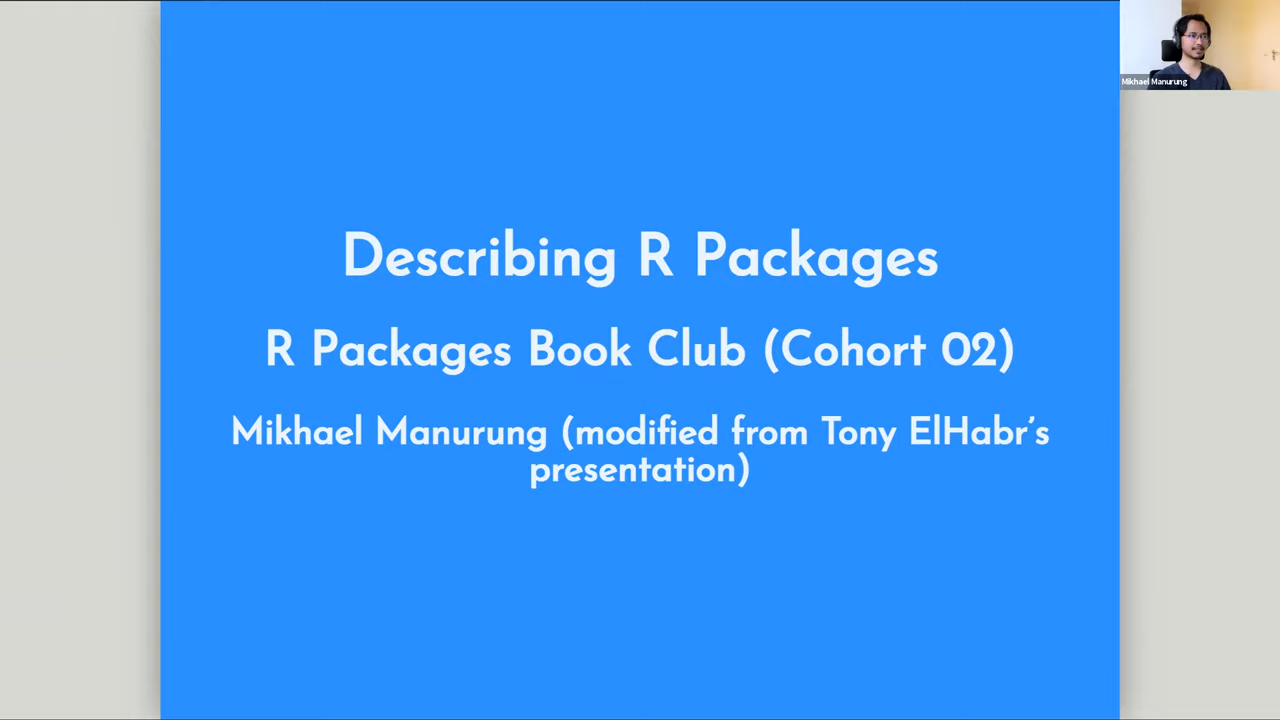 Describing R Packages
R Packages Book Club (Cohort 02)
Mikhael Manurung (modified from Tony ElHabr's
presentation)
Mikhael Manurung